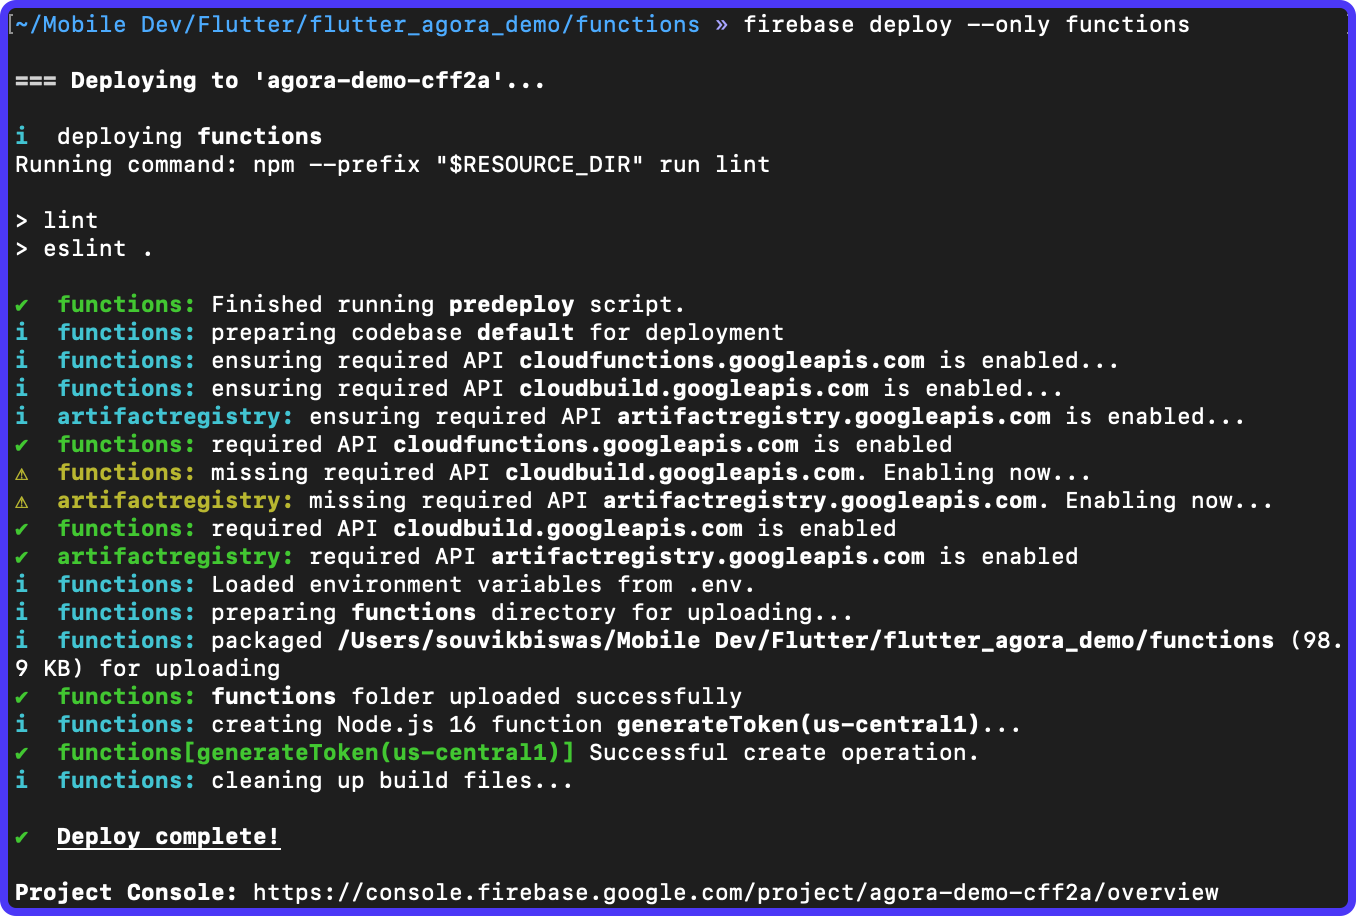 [~/Mobile Dev/Flutter/flutter_agora_demo/functions » firebase deploy --only functions
=== Deploying to 'agora-demo-cff2a'...
i  deploying functions
Running command: npm --prefix "$RESOURCE_DIR" run lint
> lint
> eslint .
✔  functions: Finished running predeploy script.
i  functions: preparing codebase default for deployment
i  functions: ensuring required API cloudfunctions.googleapis.com is enabled...
i  functions: ensuring required API cloudbuild.googleapis.com is enabled...
i  artifactregistry: ensuring required API artifactregistry.googleapis.com is enabled...
✔  functions: required API cloudfunctions.googleapis.com is enabled
⚠  functions: missing required API cloudbuild.googleapis.com. Enabling now...
⚠  artifactregistry: missing required API artifactregistry.googleapis.com. Enabling now...
✔  functions: required API cloudbuild.googleapis.com is enabled
✔  artifactregistry: required API artifactregistry.googleapis.com is enabled
i  functions: Loaded environment variables from .env.
i  functions: preparing functions directory for uploading...
i  functions: packaged /Users/souvikbiswas/Mobile Dev/Flutter/flutter_agora_demo/functions (98.
9 KB) for uploading
✔  functions: functions folder uploaded successfully
i  functions: creating Node.js 16 function generateToken(us-central1)...
✔  functions[generateToken(us-central1)] Successful create operation.
i  functions: cleaning up build files...
✔  Deploy complete!
Project Console: https://console.firebase.google.com/project/agora-demo-cff2a/overview